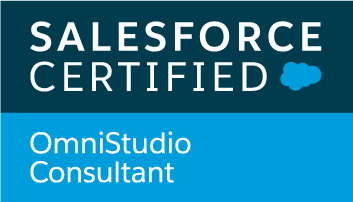 SALESFORCE
CERTIFIED
OmniStudio
Consultant